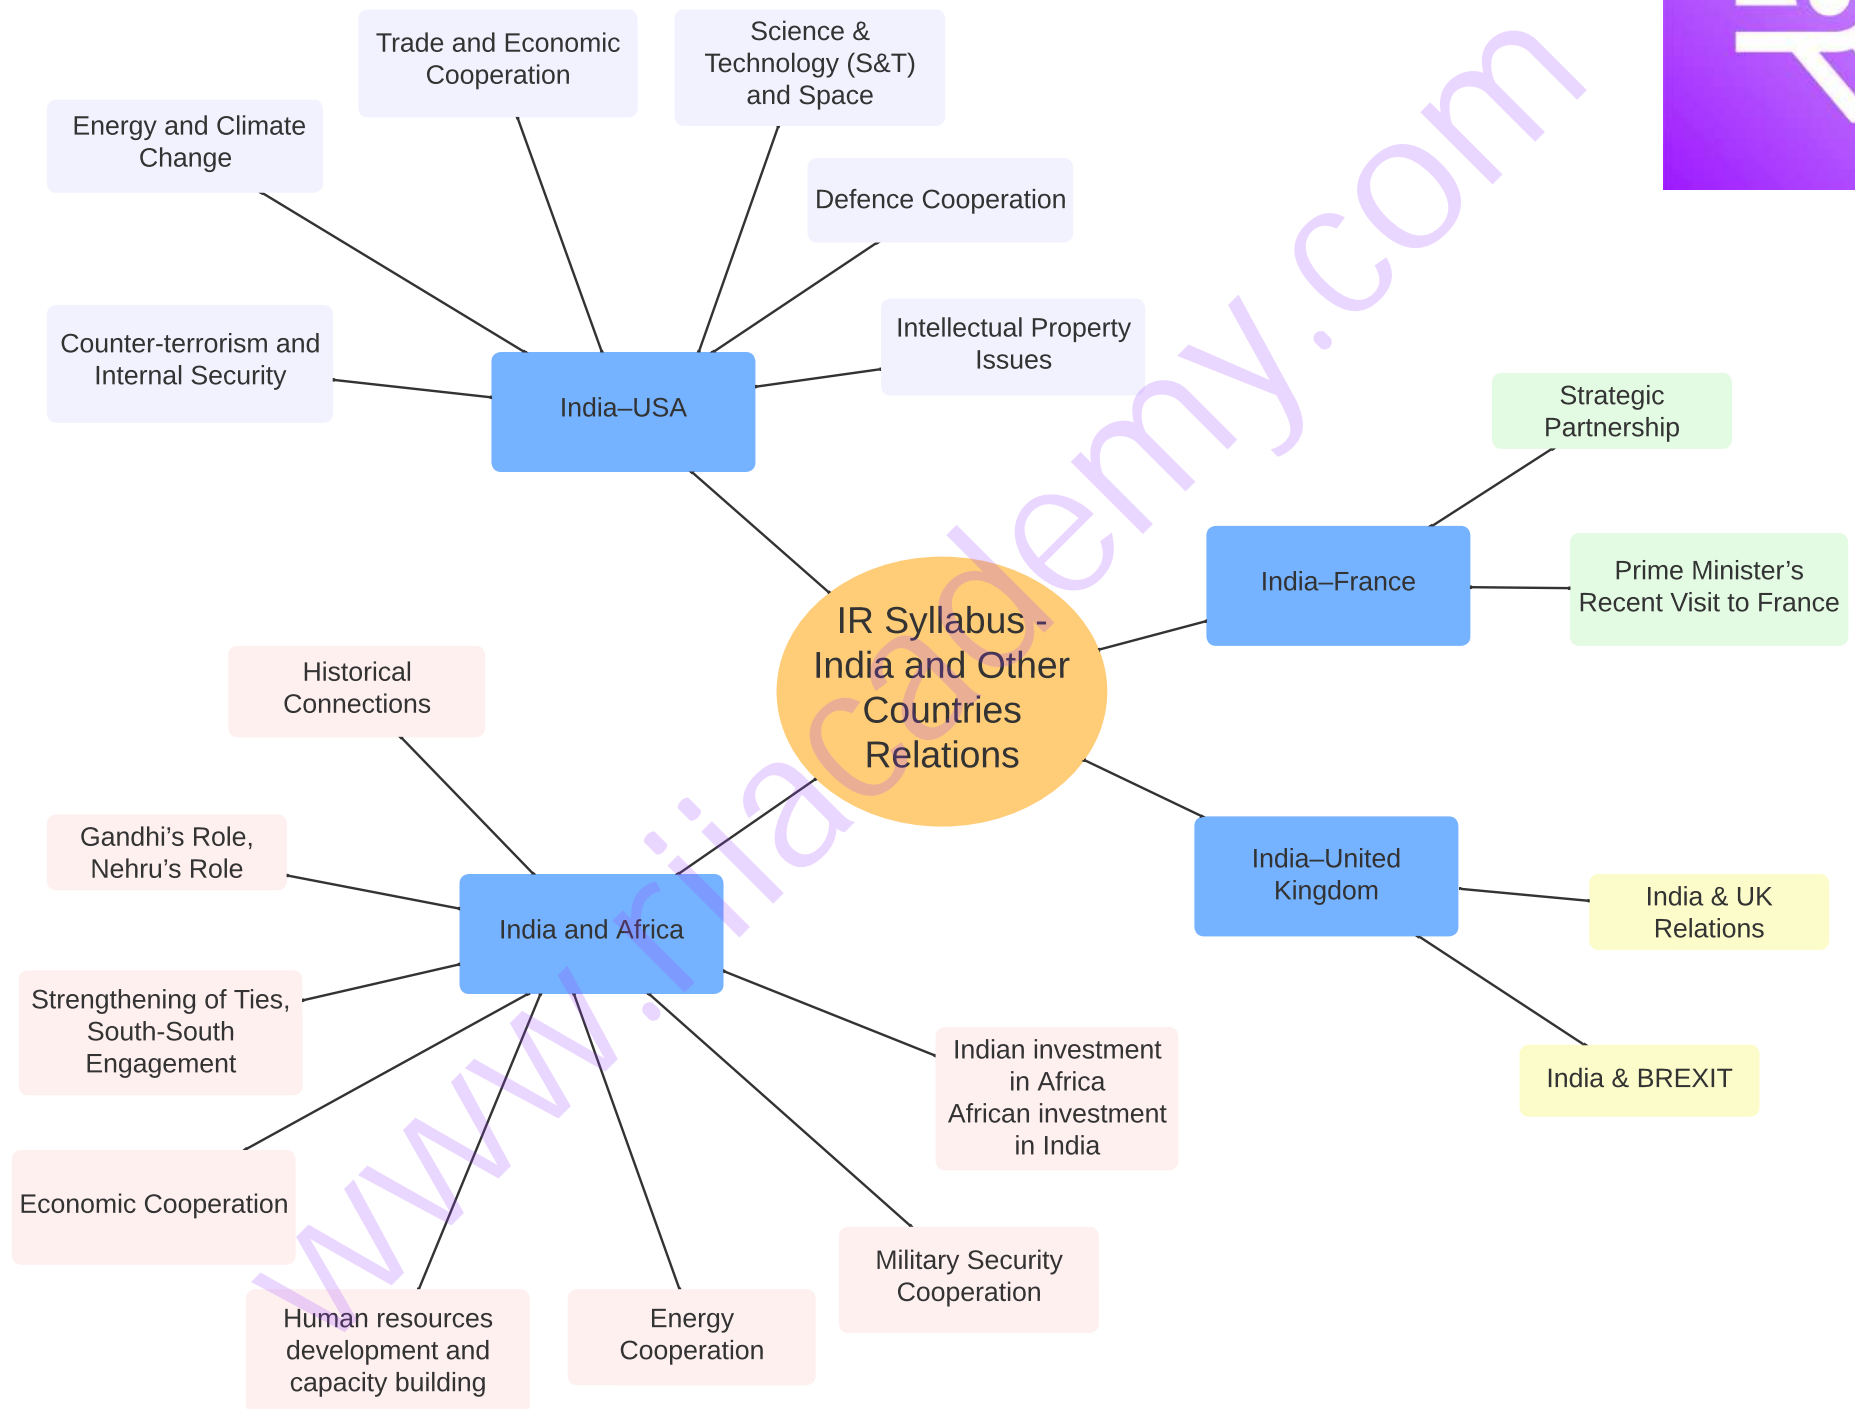 Trade and Economic
Cooperation
Science &
Technology (S&T)
and Space
Energy and Climate
Change
Defence Cooperation
Counter-terrorism and
Internal Security
Intellectual Property
Issues
India–USA
Strategic
Partnership
India–France
Prime Minister’s
Recent Visit to France
IR Syllabus -
India and Other
Countries
Relations
Historical
Connections
Gandhi’s Role,
Nehru’s Role
India–United
Kingdom
India & UK
Relations
India and Africa
Strengthening of Ties,
South-South
Engagement
Indian investment
in Africa
African investment
in India
India & BREXIT
Economic Cooperation
Military Security
Cooperation
Human resources
development and
capacity building
Energy
Cooperation
www.riiacademy.com